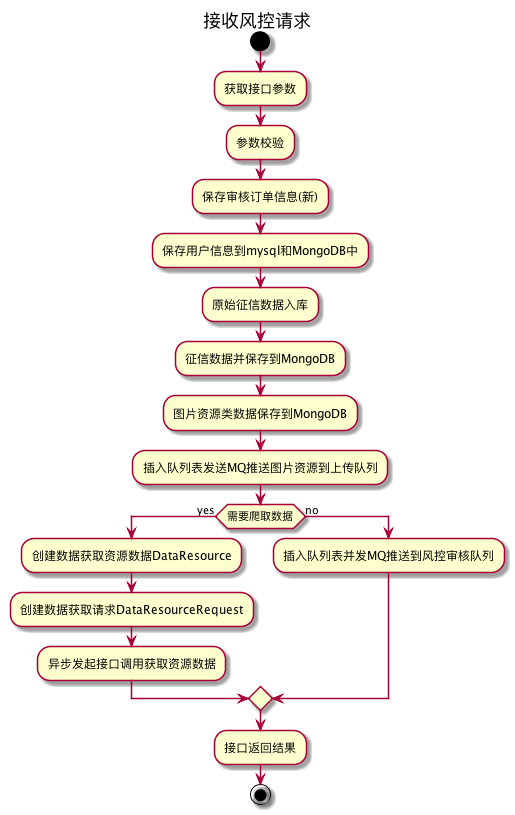 接收风控请求
获取接口参数
参数校验
保存审核订单信息(新)
保存用户信息到mysql和MongoDB中
原始征信数据入库
征信数据并保存到MongoDB
图片资源类数据保存到MongoDB
插入队列表发送MQ推送图片资源到上传队列
yes
需要爬取数据
no
创建数据获取资源数据DataResource
插入队列表并发MQ推送到风控审核队列
创建数据获取请求DataResourceRequest
异步发起接口调用获取资源数据
接口返回结果